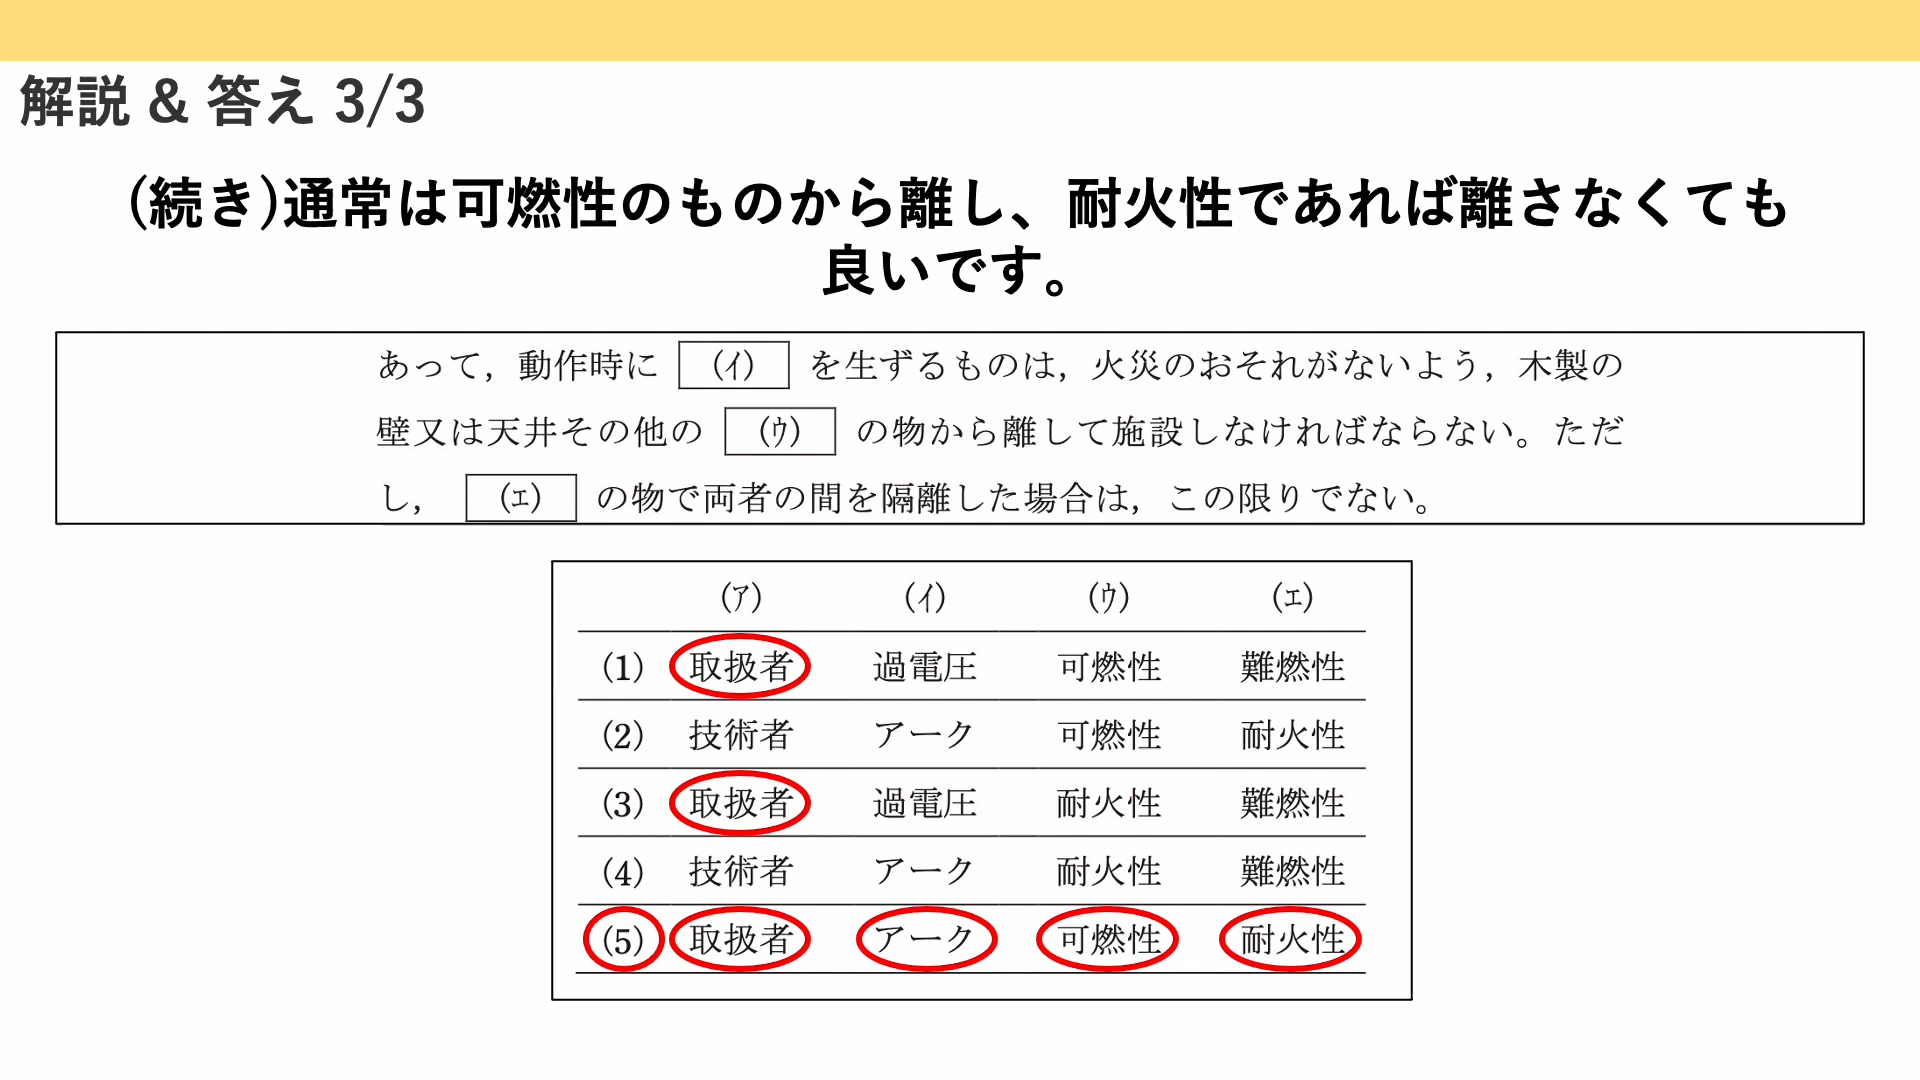 解説 & 答え 3/3
(続き)通常は可燃性のものから離し、耐火性であれば離さなくても
良いです。
あって，動作時に (イ) を生ずるものは，火災のおそれがないよう，木製の
壁又は天井その他の (ウ) の物から離して施設しなければならない。ただ
し， (エ) の物で両者の間を隔離した場合は，この限りでない。
(ア) (イ) (ウ) (エ)
(1) 取扱者 過電圧 可燃性 難燃性
(2) 技術者 アーク 可燃性 耐火性
(3) 取扱者 過電圧 耐火性 難燃性
(4) 技術者 アーク 耐火性 難燃性
(5) 取扱者 アーク 可燃性 耐火性